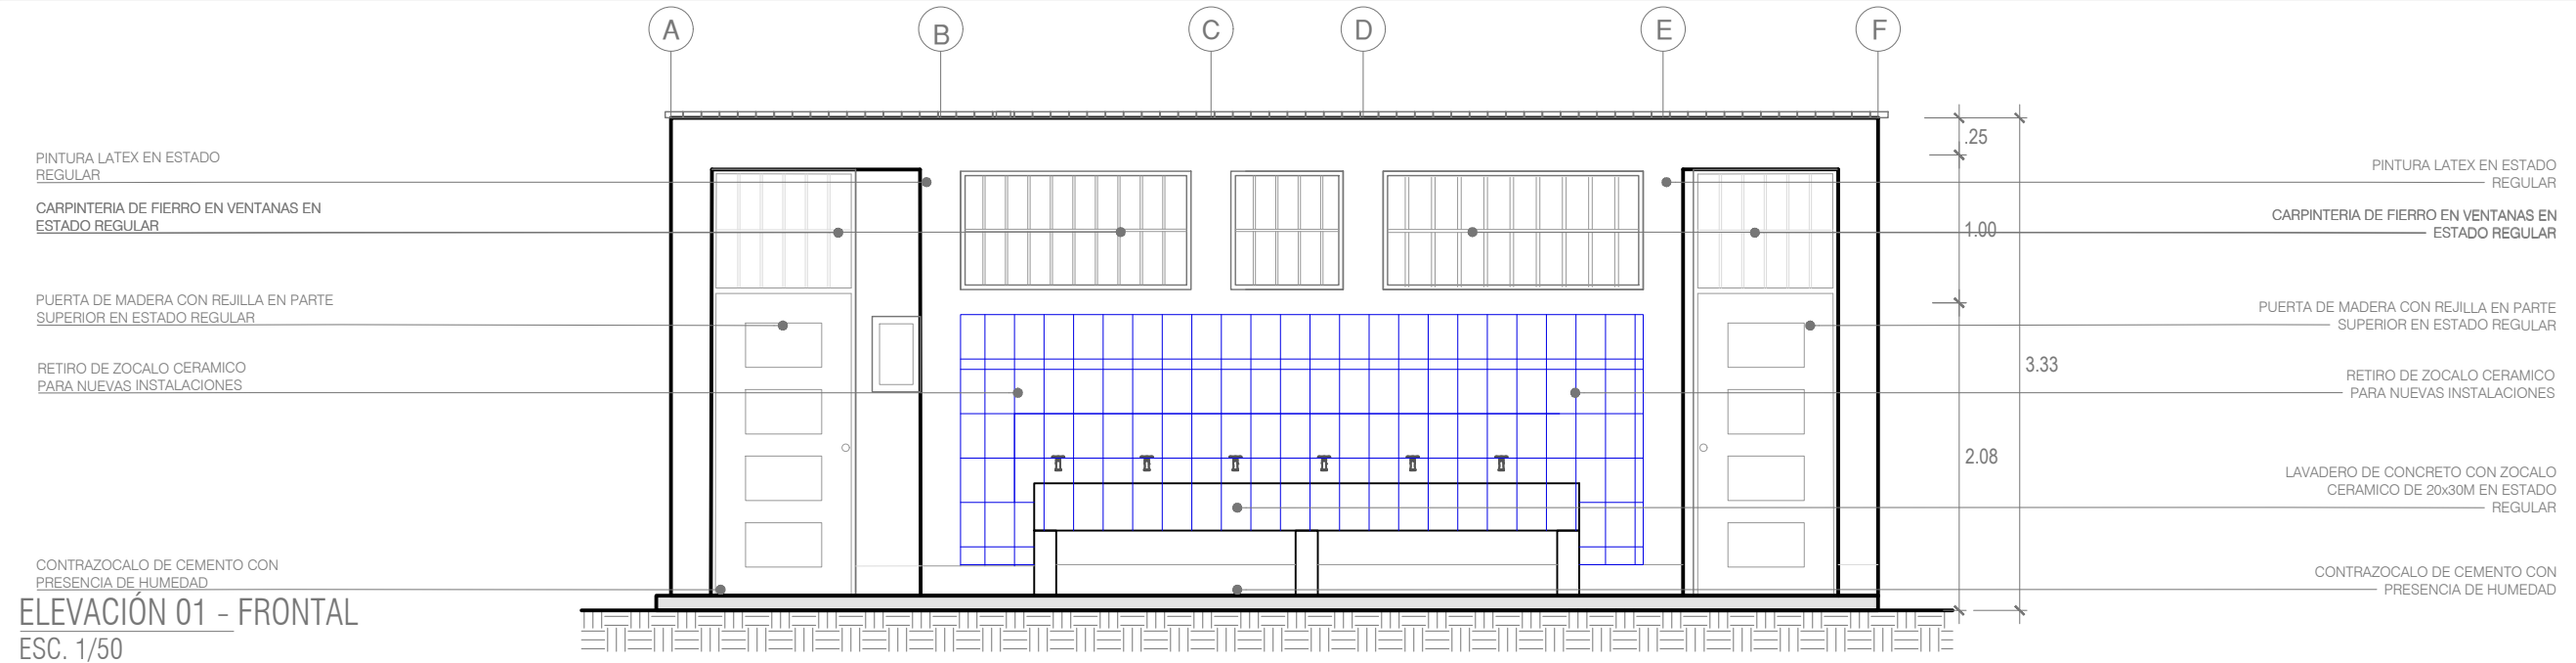 A
B
C
D
E
F
PINTURA LATEX EN ESTADO
REGULAR
CARPINTERIA DE FIERRO EN VENTANAS EN
ESTADO REGULAR
PUERTA DE MADERA CON REJILLA EN PARTE
SUPERIOR EN ESTADO REGULAR
RETIRO DE ZOCALO CERAMICO
PARA NUEVAS INSTALACIONES
CONTRAZOCALO DE CEMENTO CON
PRESENCIA DE HUMEDAD
ELEVACIÓN 01 - FRONTAL
ESC. 1/50
.25
1.00
3.33
2.08
PINTURA LATEX EN ESTADO
REGULAR
CARPINTERIA DE FIERRO EN VENTANAS EN
ESTADO REGULAR
PUERTA DE MADERA CON REJILLA EN PARTE
SUPERIOR EN ESTADO REGULAR
RETIRO DE ZOCALO CERAMICO
PARA NUEVAS INSTALACIONES
LAVADERO DE CONCRETO CON ZOCALO
CERAMICO DE 20x30M EN ESTADO
REGULAR
CONTRAZOCALO DE CEMENTO CON
PRESENCIA DE HUMEDAD